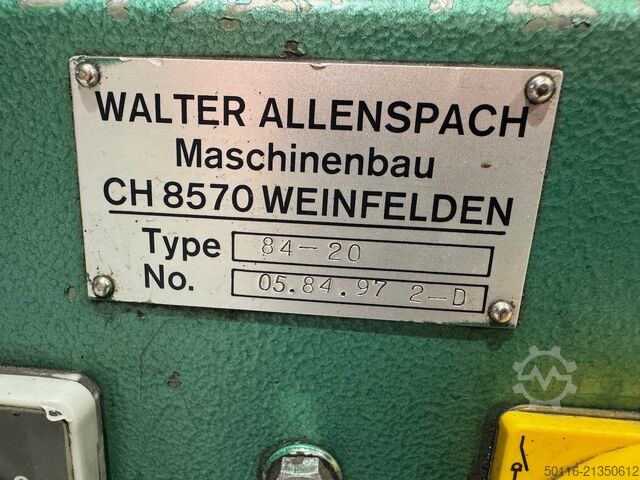 WALTER ALLENSPACH
Maschinenbau
CH 8570 WEINFELDEN
Type 84-20
No. 05.84.97 2-D
50116-21350612